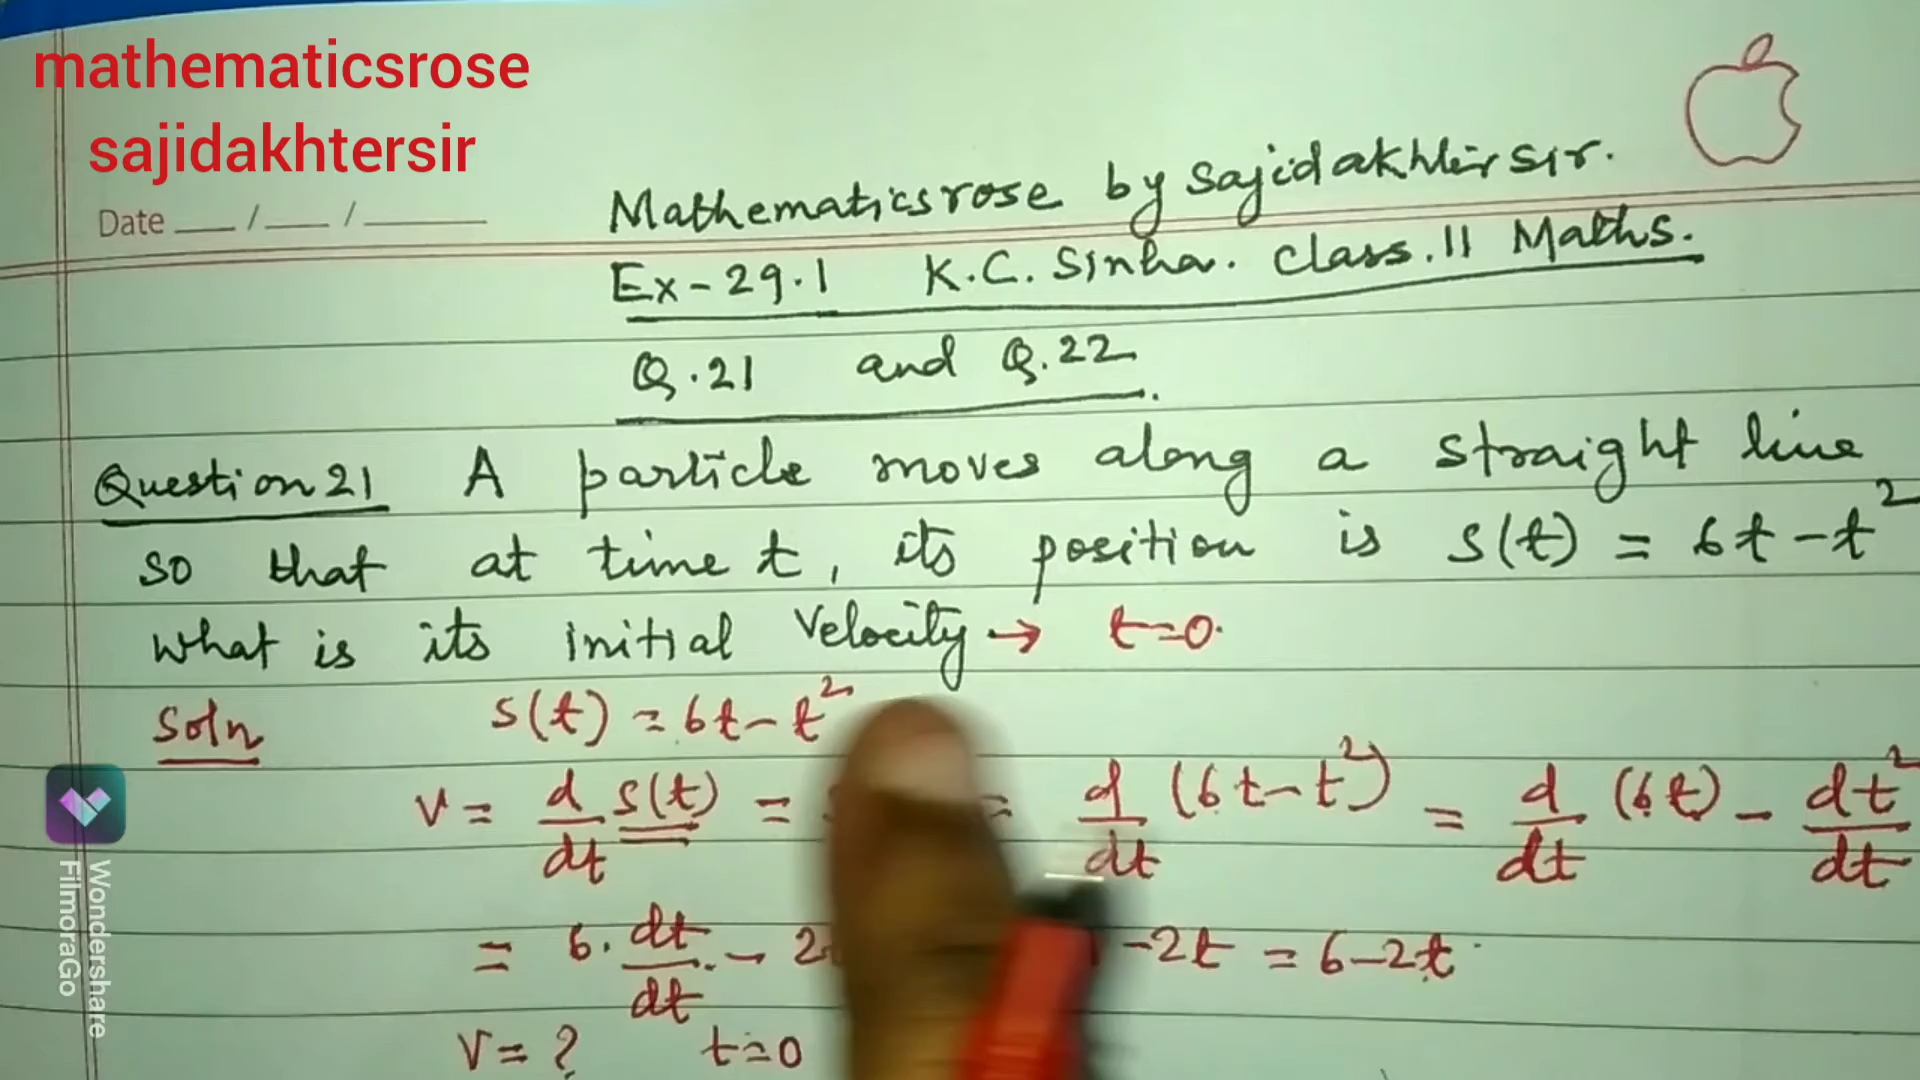 mathematicsrose
sajidakhtersir
Date __ / __ / ____
Mathematicsrose by sajidakhtersir.
Ex-29.1 K.C. Sinha. class.11 Maths.
Q.21 and Q.22.
Question 21 A particle moves along a straight line
so that at time t, its position is s(t) = 6t-t²
what is its initial velocity → t=0.
Soln s(t) = 6t-t²
v = d/dt s(t) = = d/dt (6t-t²) = d/dt (6t) - dt²/dt
= 6. dt/dt - 2 -2t = 6-2t
v=? t=0
Wondershare
FilmoraGo